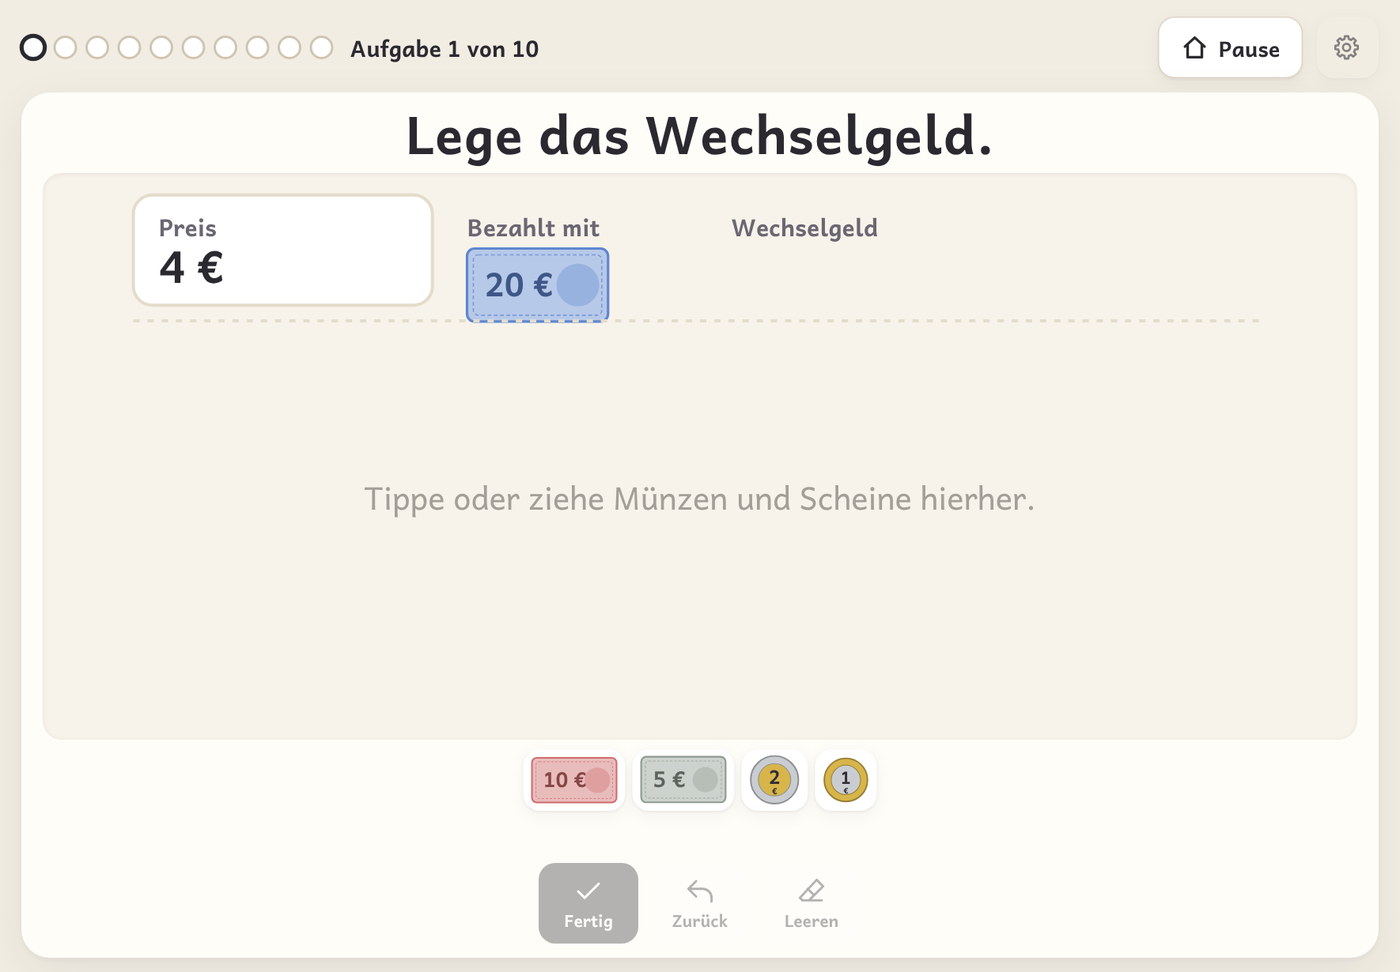 Aufgabe 1 von 10
Pause
Lege das Wechselgeld.
Preis
4 €
Bezahlt mit
20 €
Wechselgeld
Tippe oder ziehe Münzen und Scheine hierher.
10 €
5 €
2 €
1 €
Fertig
Zurück
Leeren